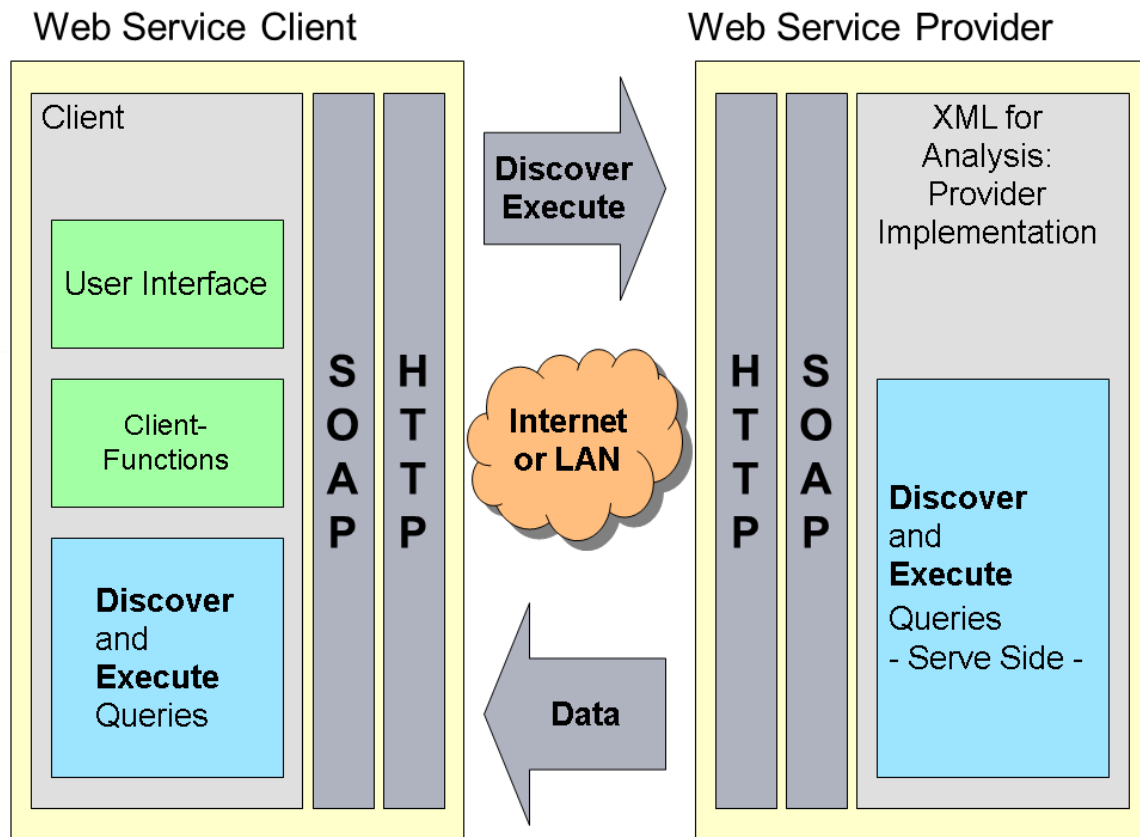 Web Service Client
Web Service Provider
Client
User Interface
Client-
Functions
Discover
and
Execute
Queries
S
O
A
P
H
T
T
P
Discover
Execute
Internet
or LAN
Data
H
T
T
P
S
O
A
P
XML for
Analysis:
Provider
Implementation
Discover
and
Execute
Queries
- Serve Side -